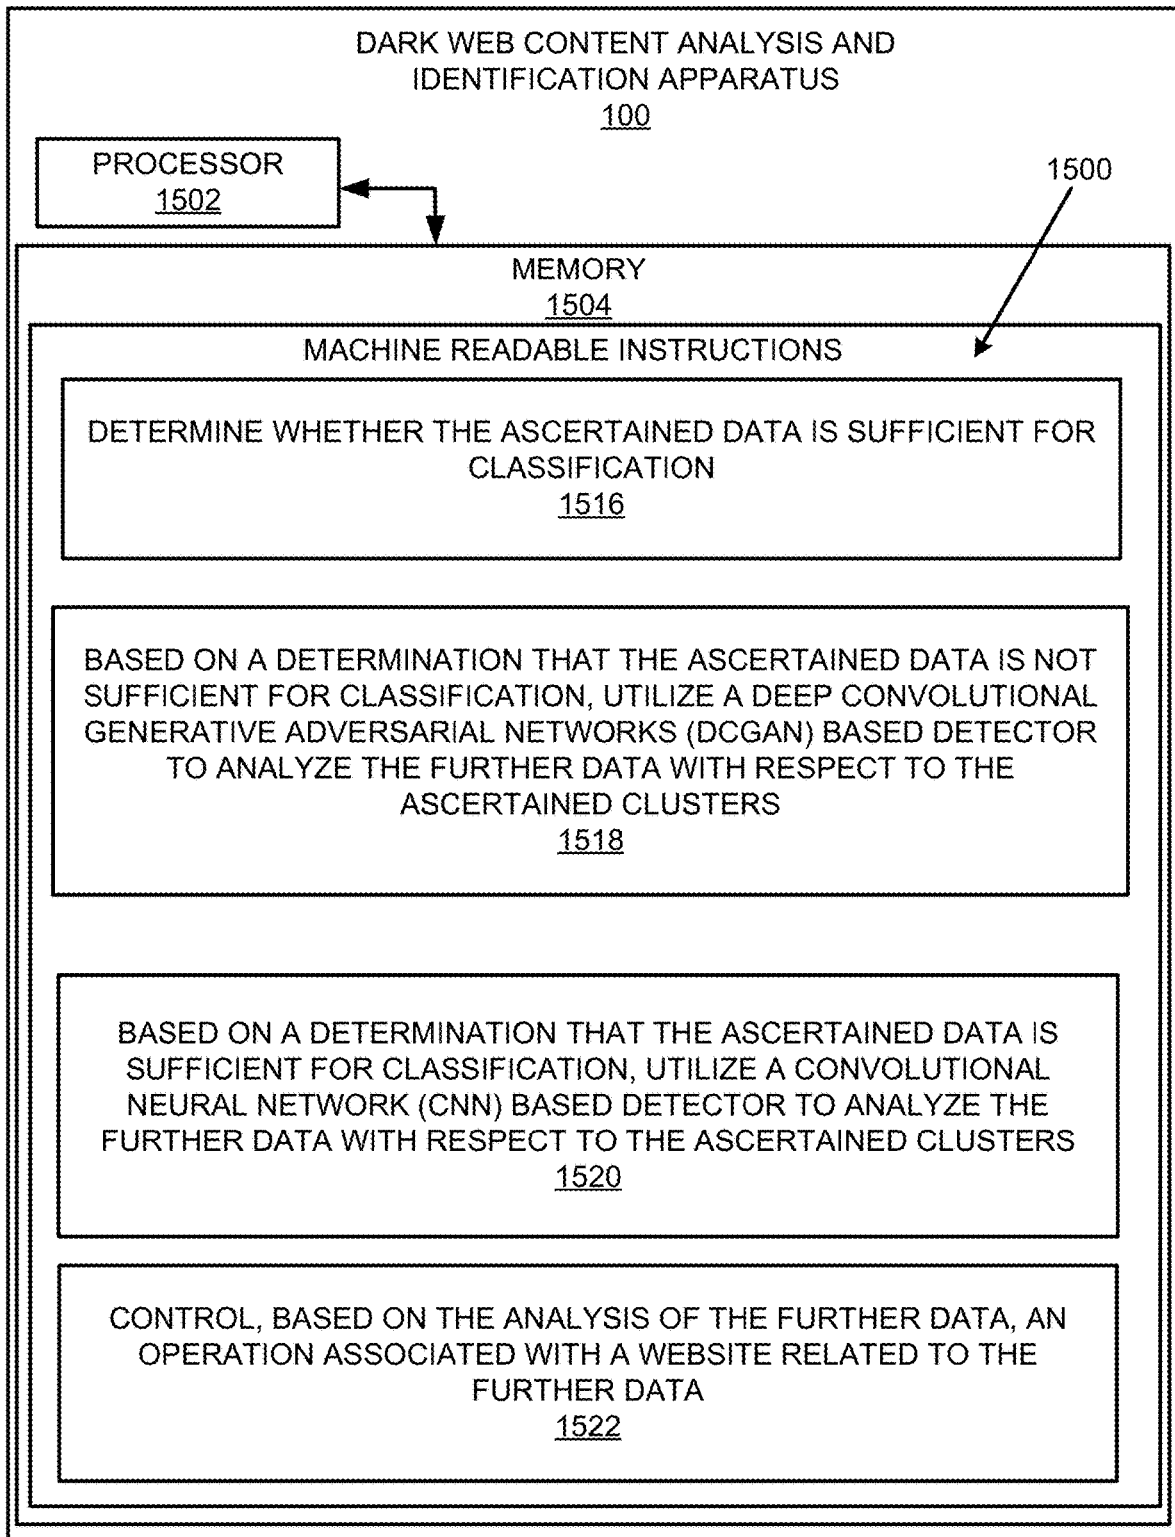 DARK WEB CONTENT ANALYSIS AND
IDENTIFICATION APPARATUS
100
PROCESSOR
1502
1500
MEMORY
1504
MACHINE READABLE INSTRUCTIONS
DETERMINE WHETHER THE ASCERTAINED DATA IS SUFFICIENT FOR
CLASSIFICATION
1516
BASED ON A DETERMINATION THAT THE ASCERTAINED DATA IS NOT
SUFFICIENT FOR CLASSIFICATION, UTILIZE A DEEP CONVOLUTIONAL
GENERATIVE ADVERSARIAL NETWORKS (DCGAN) BASED DETECTOR
TO ANALYZE THE FURTHER DATA WITH RESPECT TO THE
ASCERTAINED CLUSTERS
1518
BASED ON A DETERMINATION THAT THE ASCERTAINED DATA IS
SUFFICIENT FOR CLASSIFICATION, UTILIZE A CONVOLUTIONAL
NEURAL NETWORK (CNN) BASED DETECTOR TO ANALYZE THE
FURTHER DATA WITH RESPECT TO THE ASCERTAINED CLUSTERS
1520
CONTROL, BASED ON THE ANALYSIS OF THE FURTHER DATA, AN
OPERATION ASSOCIATED WITH A WEBSITE RELATED TO THE
FURTHER DATA
1522